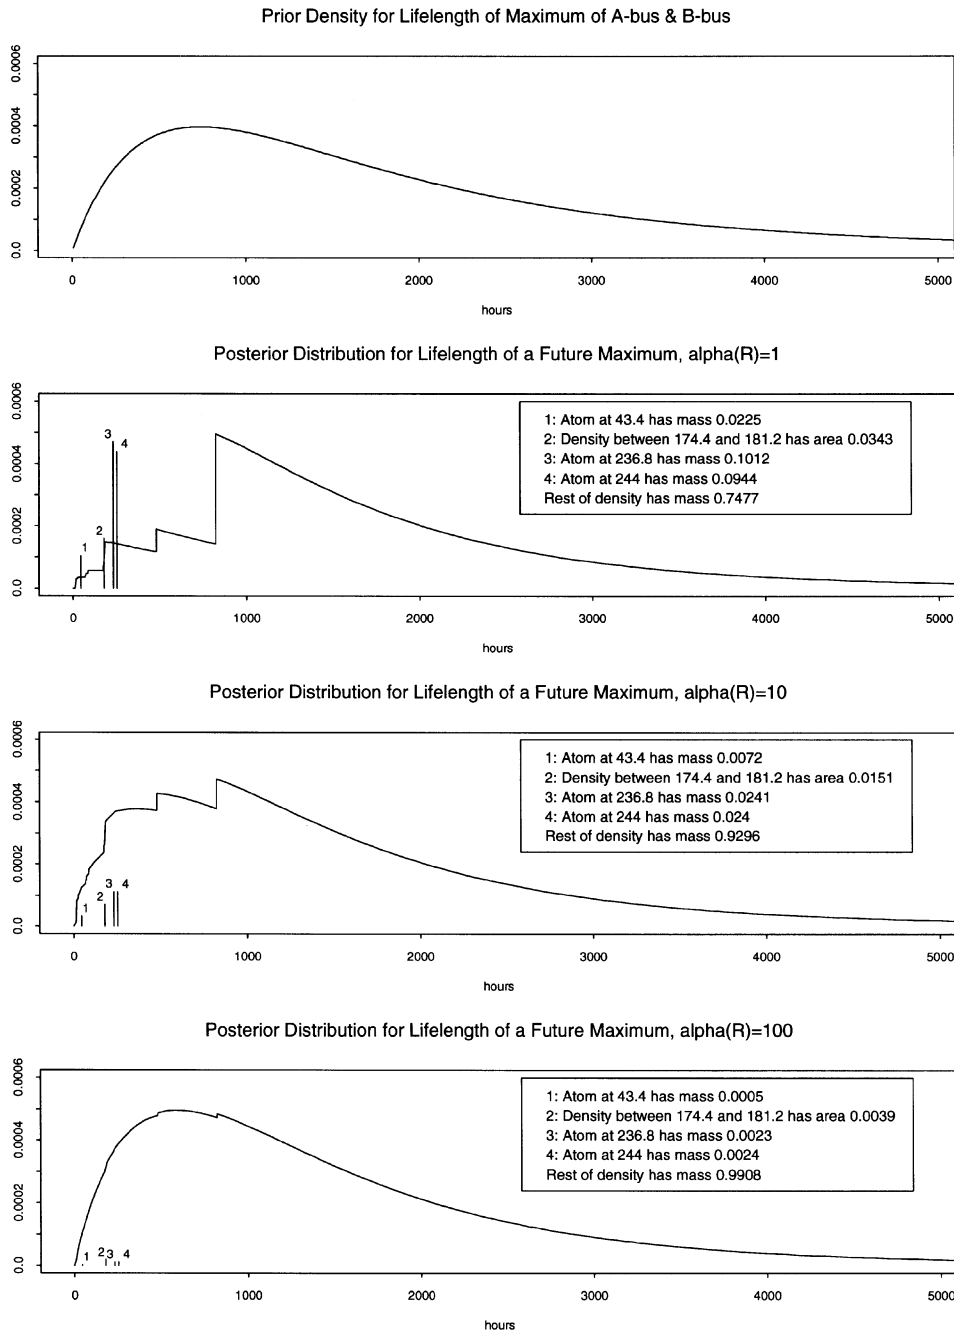 Prior Density for Lifelength of Maximum of A-bus & B-bus
0.0006
0.0004
0.0002
0.0
0 1000 2000 3000 4000 5000
hours
Posterior Distribution for Lifelength of a Future Maximum, alpha(R)=1
0.0006
0.0004
0.0002
0.0
1
2
3
4
1: Atom at 43.4 has mass 0.0225
2: Density between 174.4 and 181.2 has area 0.0343
3: Atom at 236.8 has mass 0.1012
4: Atom at 244 has mass 0.0944
Rest of density has mass 0.7477
0 1000 2000 3000 4000 5000
hours
Posterior Distribution for Lifelength of a Future Maximum, alpha(R)=10
0.0006
0.0004
0.0002
0.0
1
2
3
4
1: Atom at 43.4 has mass 0.0072
2: Density between 174.4 and 181.2 has area 0.0151
3: Atom at 236.8 has mass 0.0241
4: Atom at 244 has mass 0.024
Rest of density has mass 0.9296
0 1000 2000 3000 4000 5000
hours
Posterior Distribution for Lifelength of a Future Maximum, alpha(R)=100
0.0006
0.0004
0.0002
0.0
1
2
3
4
1: Atom at 43.4 has mass 0.0005
2: Density between 174.4 and 181.2 has area 0.0039
3: Atom at 236.8 has mass 0.0023
4: Atom at 244 has mass 0.0024
Rest of density has mass 0.9908
0 1000 2000 3000 4000 5000
hours